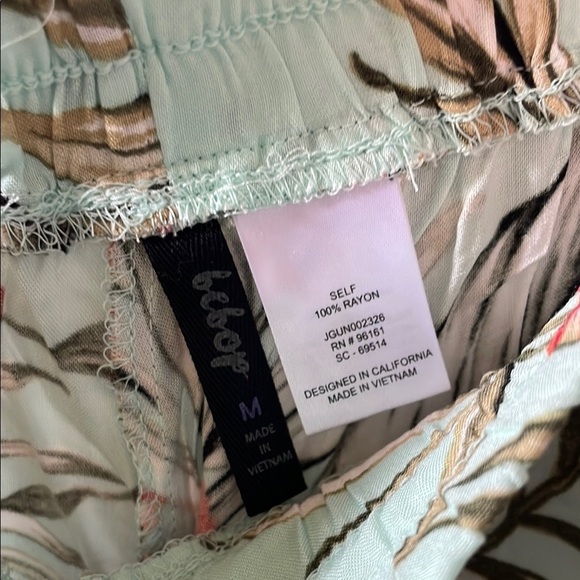 bebop
M
MADE
IN
VIETNAM
SELF
100% RAYON
JGUN002326
RN # 96161
SC - 69514
DESIGNED IN CALIFORNIA
MADE IN VIETNAM